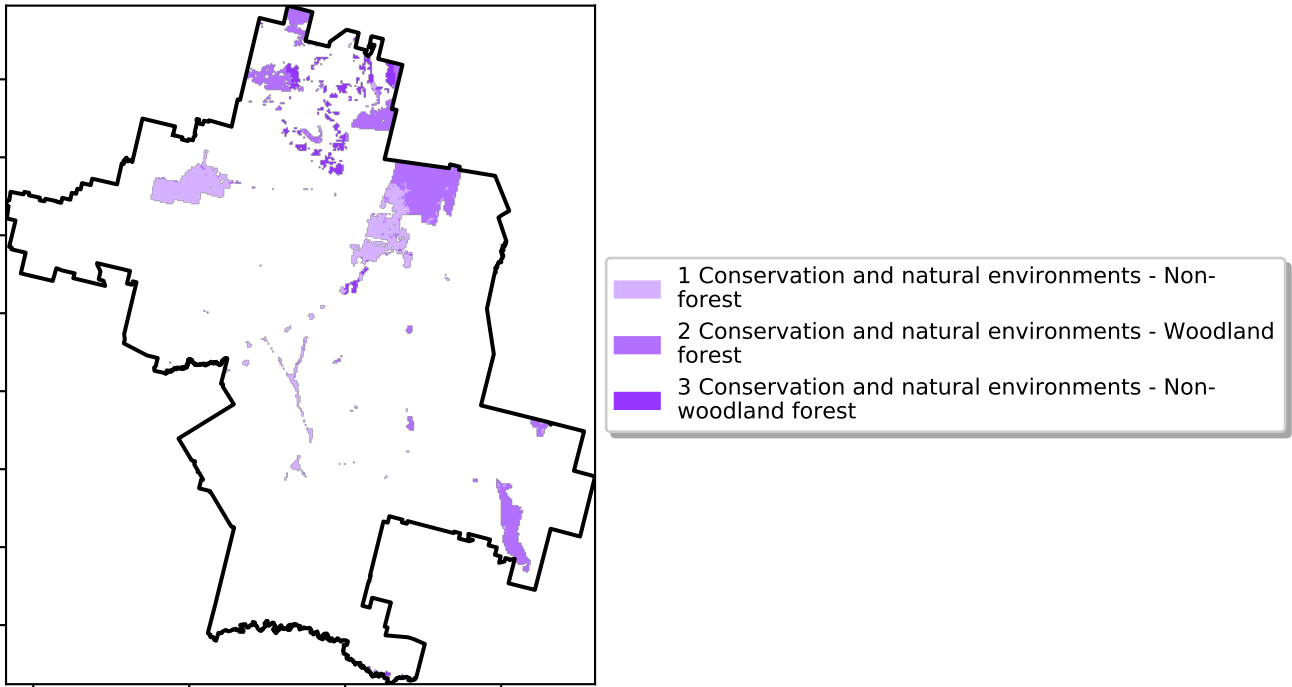 1 Conservation and natural environments - Non-
forest
2 Conservation and natural environments - Woodland
forest
3 Conservation and natural environments - Non-
woodland forest